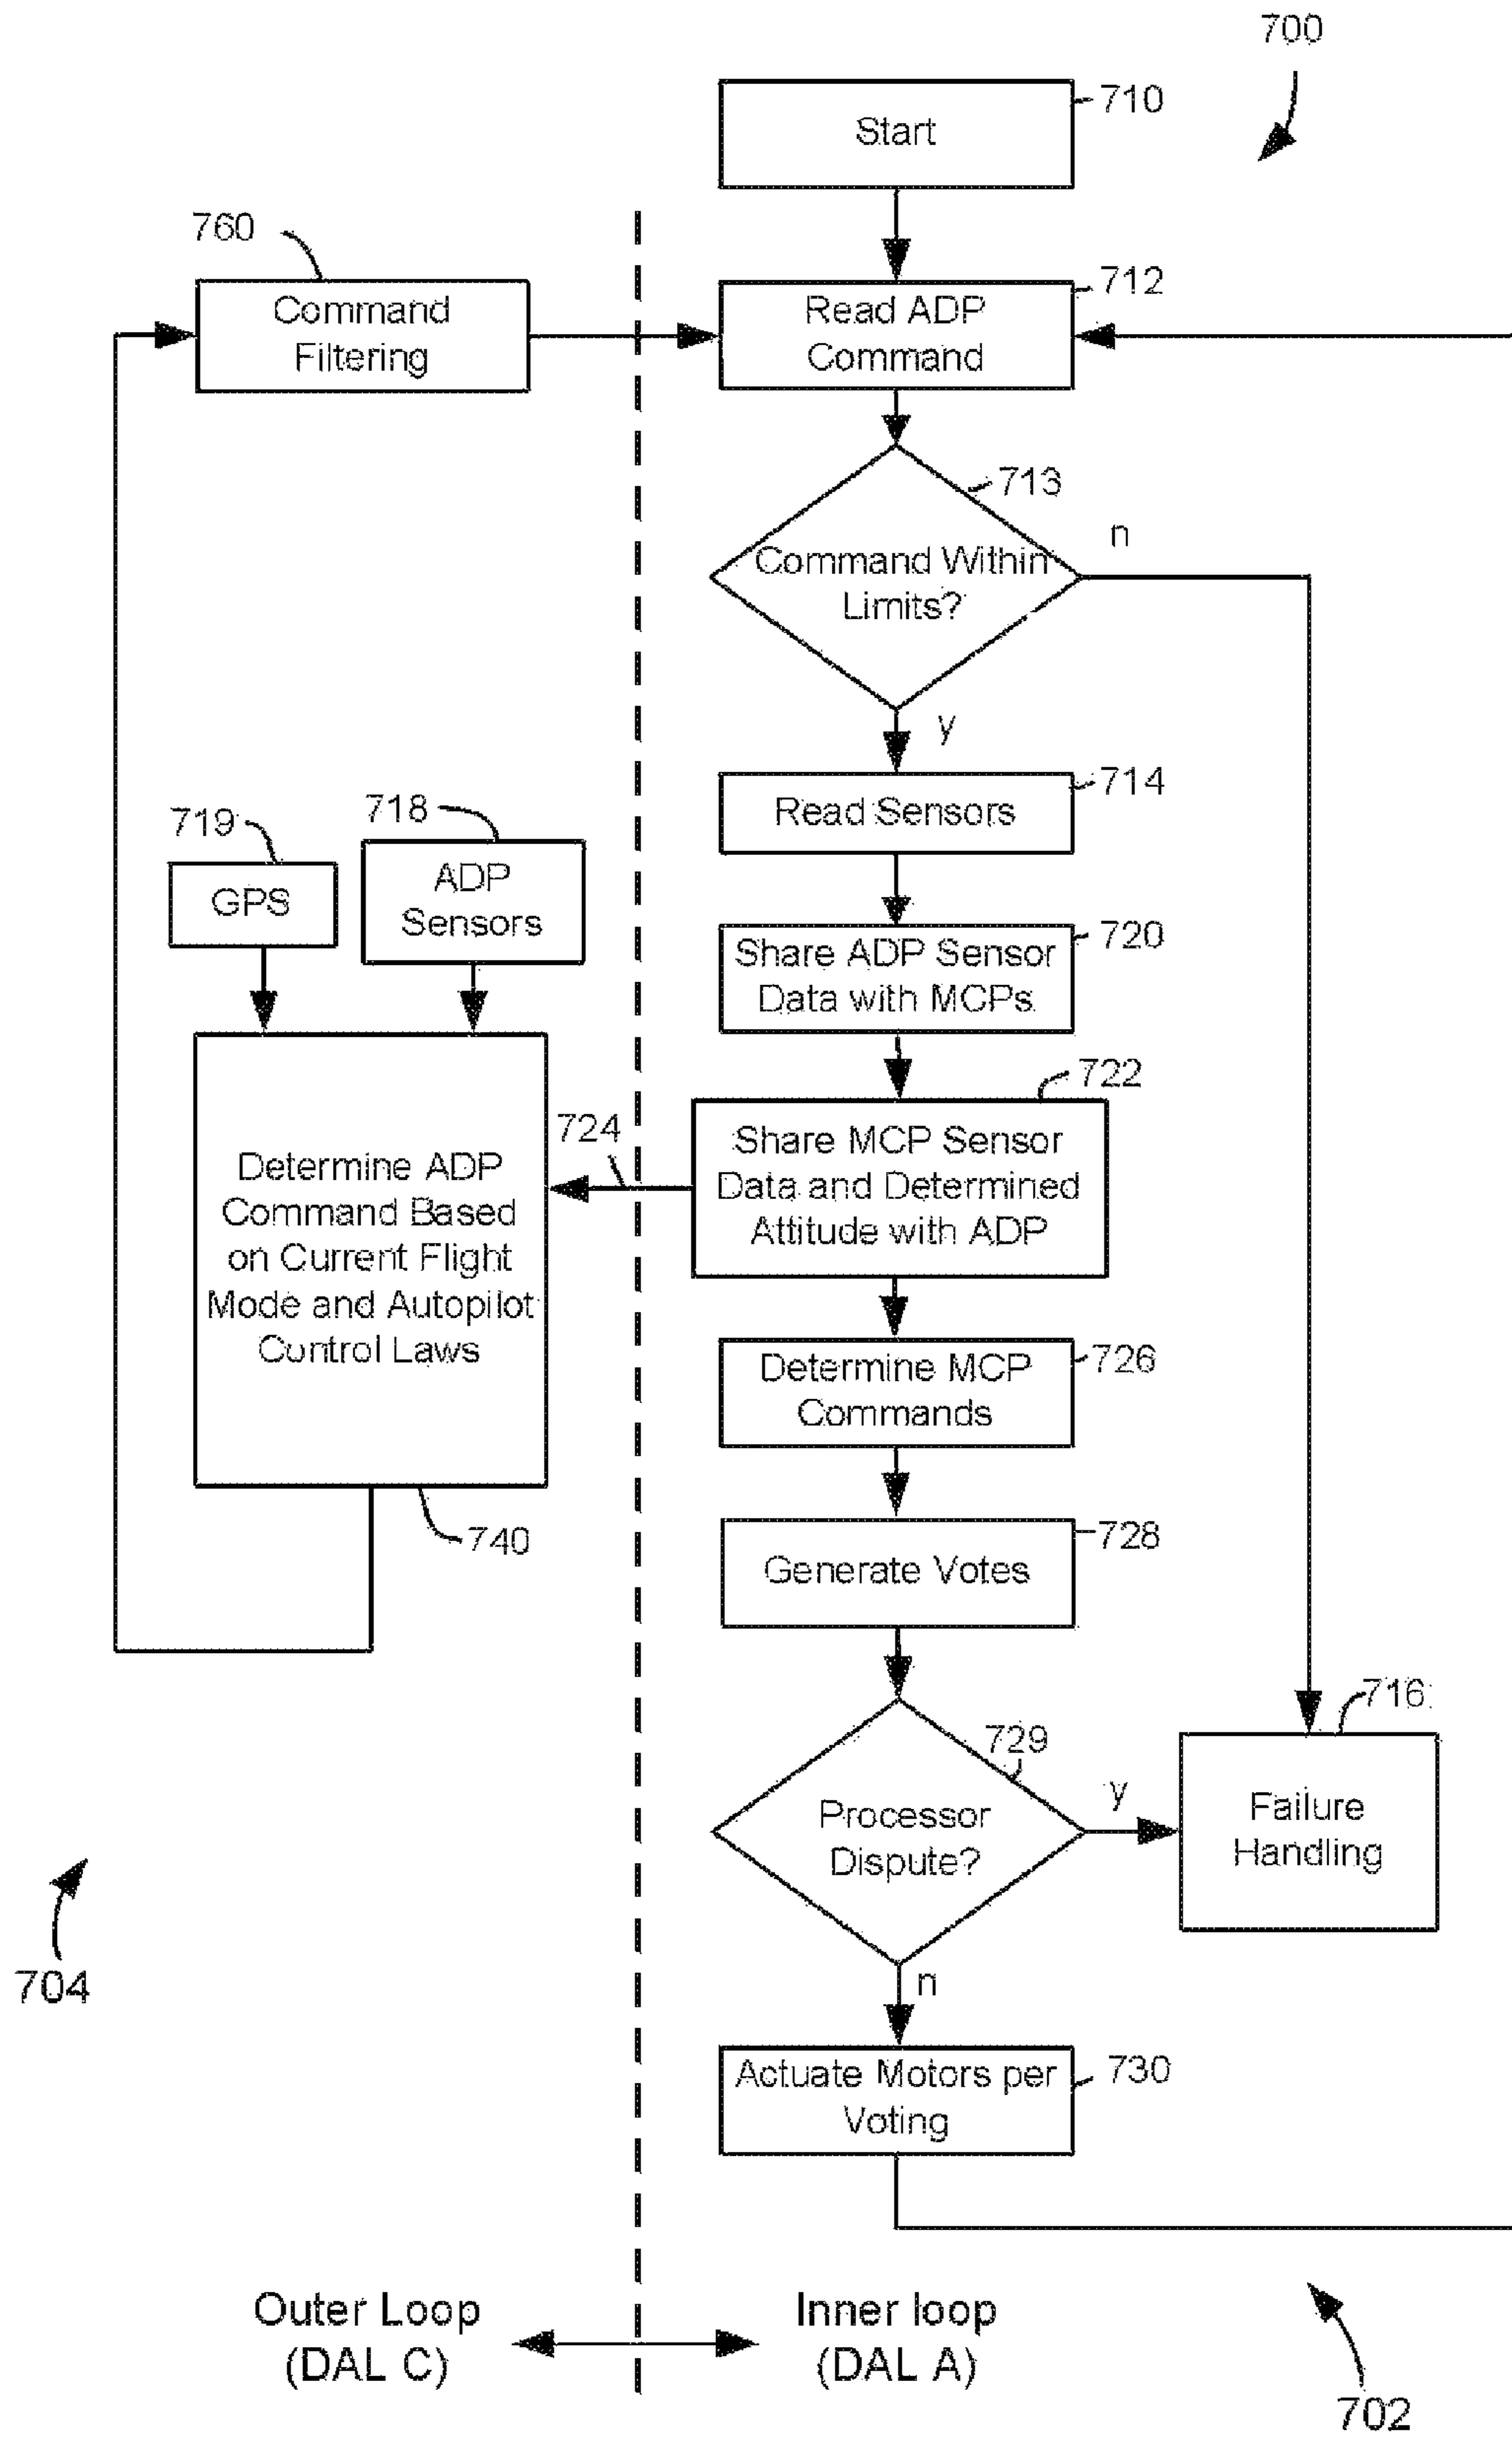 700
710
Start
760
712
Command
Filtering
Read ADP
Command
713
n
Command Within
Limits?
y
714
Read Sensors
719
718
GPS
ADP
Sensors
720
Share ADP Sensor
Data with MCPs
722
724
Share MCP Sensor
Data and Determined
Attitude with ADP
Determine ADP
Command Based
on Current Flight
Mode and Autopilot
Control Laws
726
Determine MCP
Commands
740
728
Generate Votes
716
729
y
Processor
Dispute?
Failure
Handling
704
n
730
Actuate Motors per
Voting
Outer Loop
(DAL C)
Inner loop
(DAL A)
702